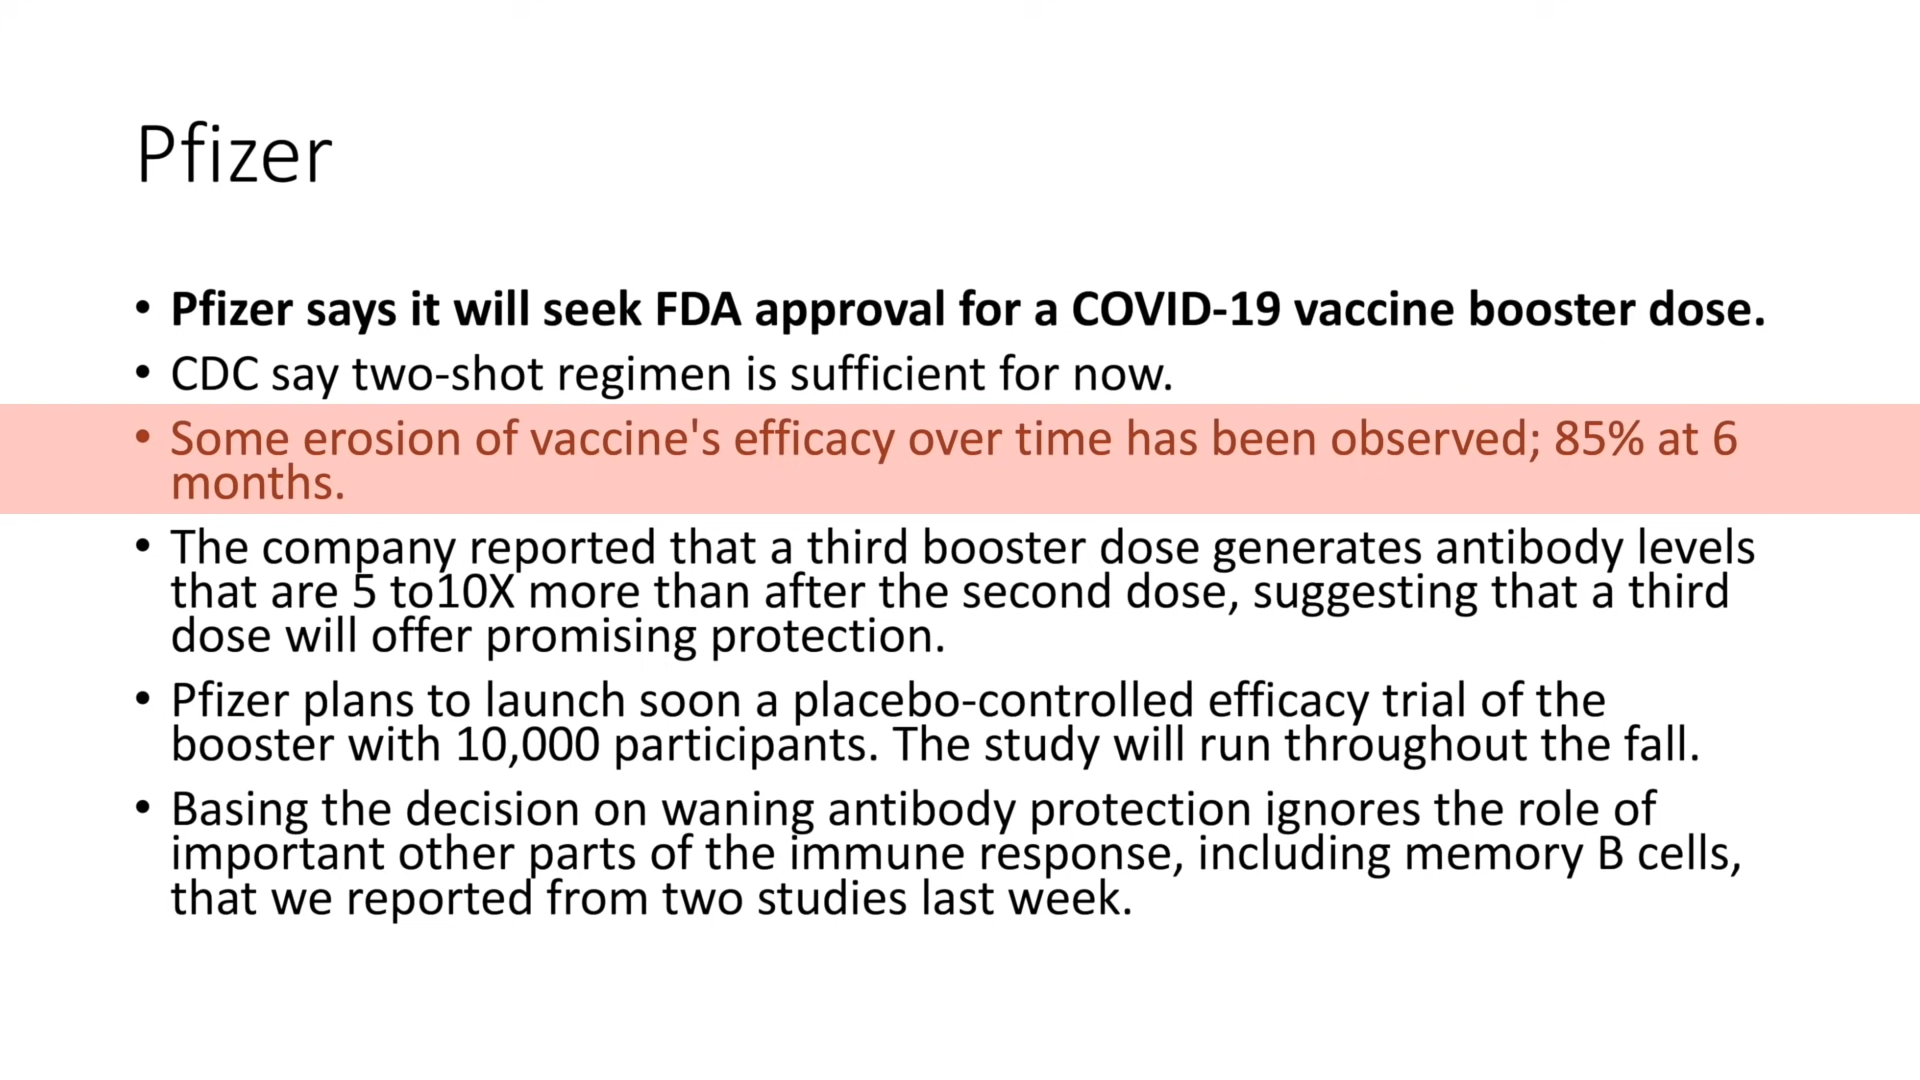 Pfizer
• Pfizer says it will seek FDA approval for a COVID-19 vaccine booster dose.
• CDC say two-shot regimen is sufficient for now.
• Some erosion of vaccine's efficacy over time has been observed; 85% at 6
months.
• The company reported that a third booster dose generates antibody levels
that are 5 to10X more than after the second dose, suggesting that a third
dose will offer promising protection.
• Pfizer plans to launch soon a placebo-controlled efficacy trial of the
booster with 10,000 participants. The study will run throughout the fall.
• Basing the decision on waning antibody protection ignores the role of
important other parts of the immune response, including memory B cells,
that we reported from two studies last week.